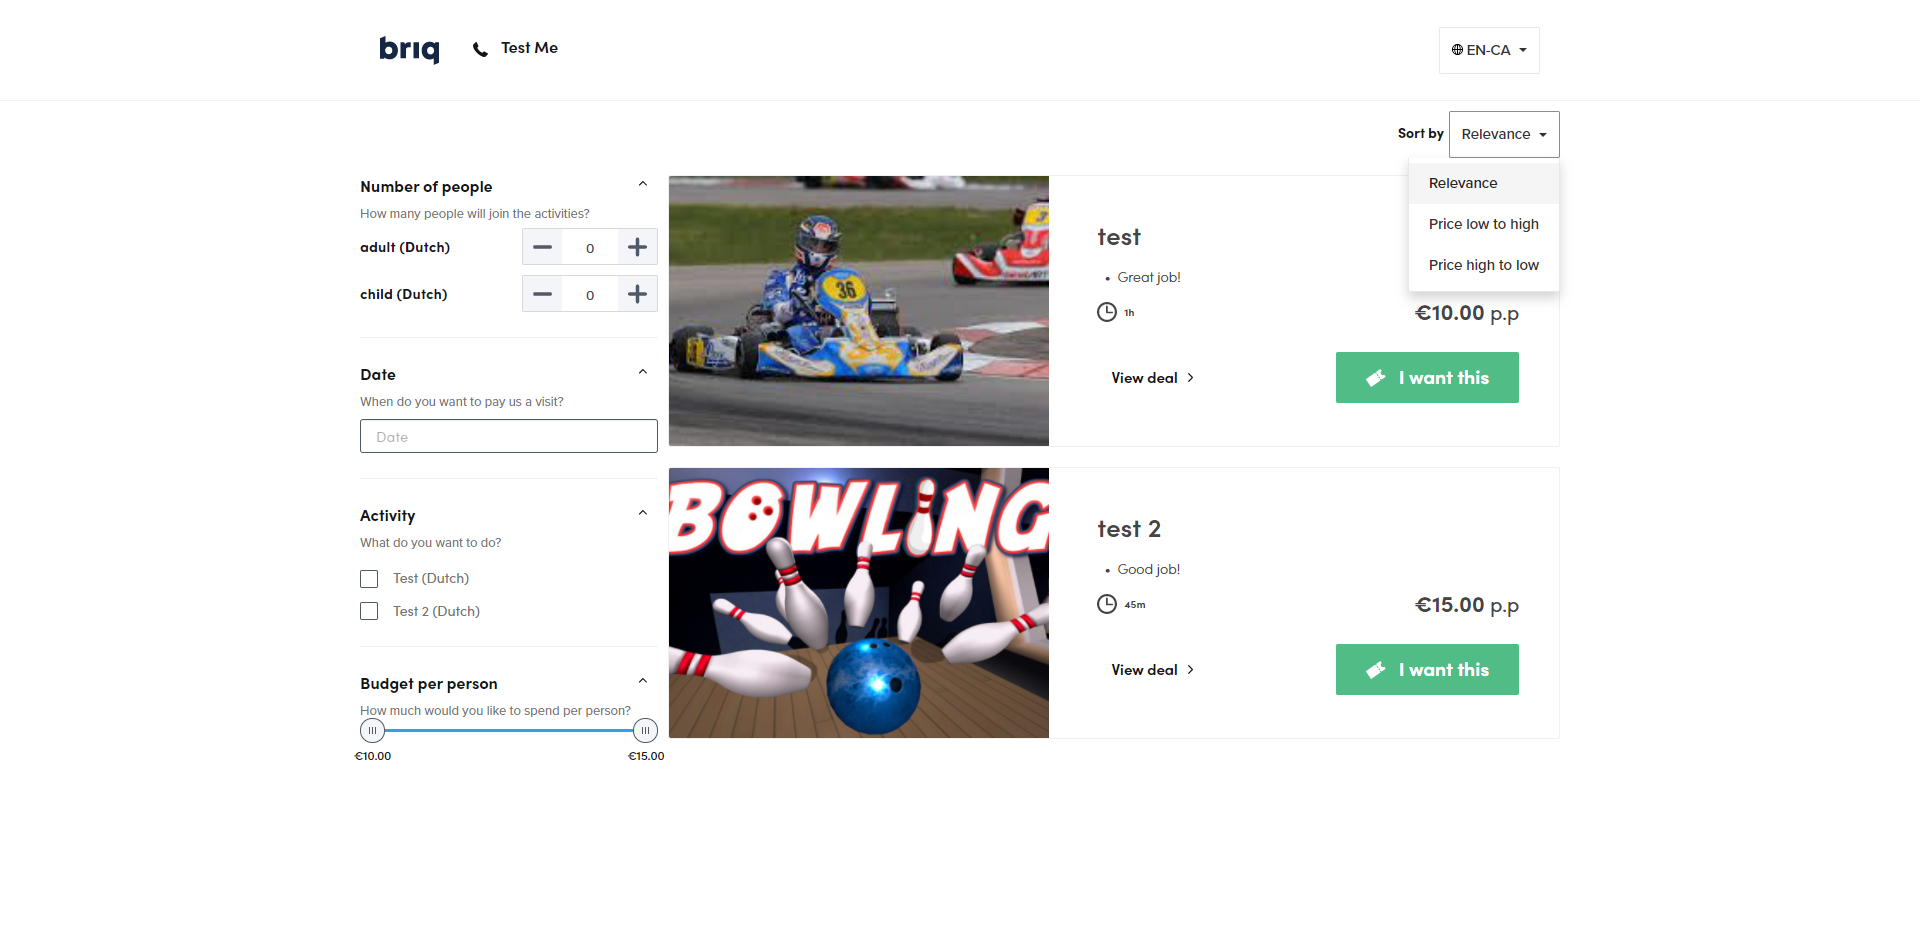 briq
Test Me
EN-CA
Sort by
Relevance
Relevance
Price low to high
Price high to low
Number of people
How many people will join the activities?
adult (Dutch)
0
child (Dutch)
0
Date
When do you want to pay us a visit?
Date
Activity
What do you want to do?
Test (Dutch)
Test 2 (Dutch)
Budget per person
How much would you like to spend per person?
€10.00
€15.00
36
3
test
Great job!
1h
€10.00 p.p
View deal
I want this
BOWLING
test 2
Good job!
45m
€15.00 p.p
View deal
I want this